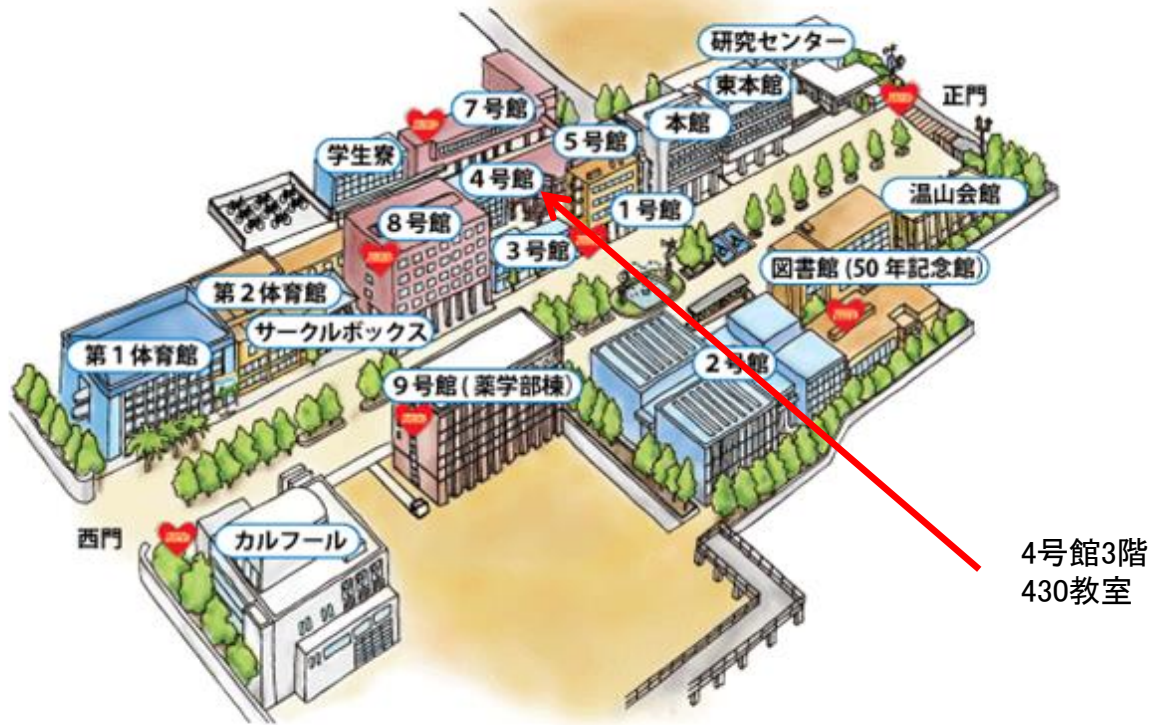 研究センター
東本館
正門
7号館
本館
5号館
学生寮
4号館
温山会館
1号館
8号館
3号館
図書館(50年記念館)
第2体育館
サークルボックス
第1体育館
2号館
9号館(薬学部棟)
西門
カルフール
4号館3階
430教室